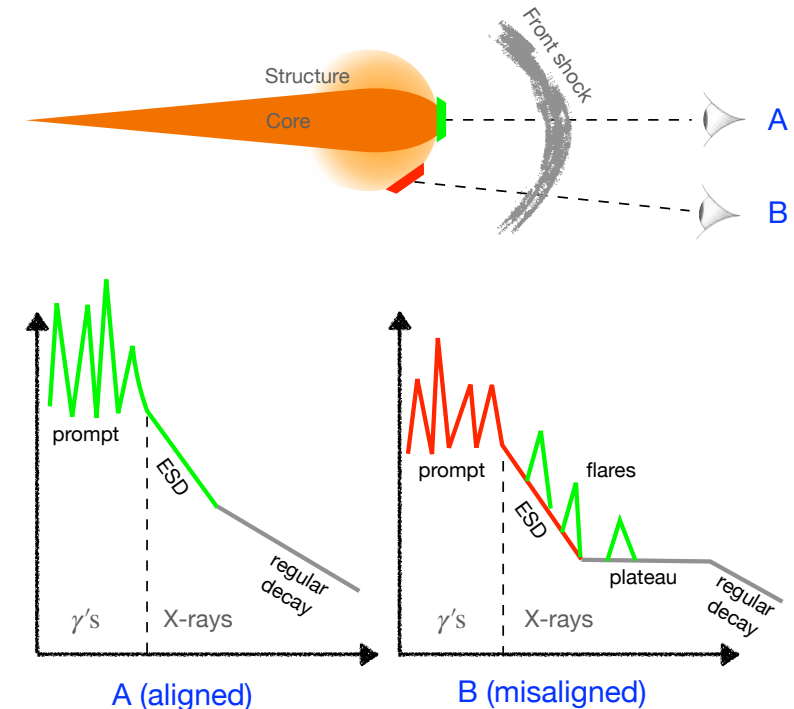 Structure
Core
Front shock
A
B
prompt
ESD
regular
decay
γ's
X-rays
A (aligned)
prompt
ESD
flares
plateau
regular
decay
γ's
X-rays
B (misaligned)